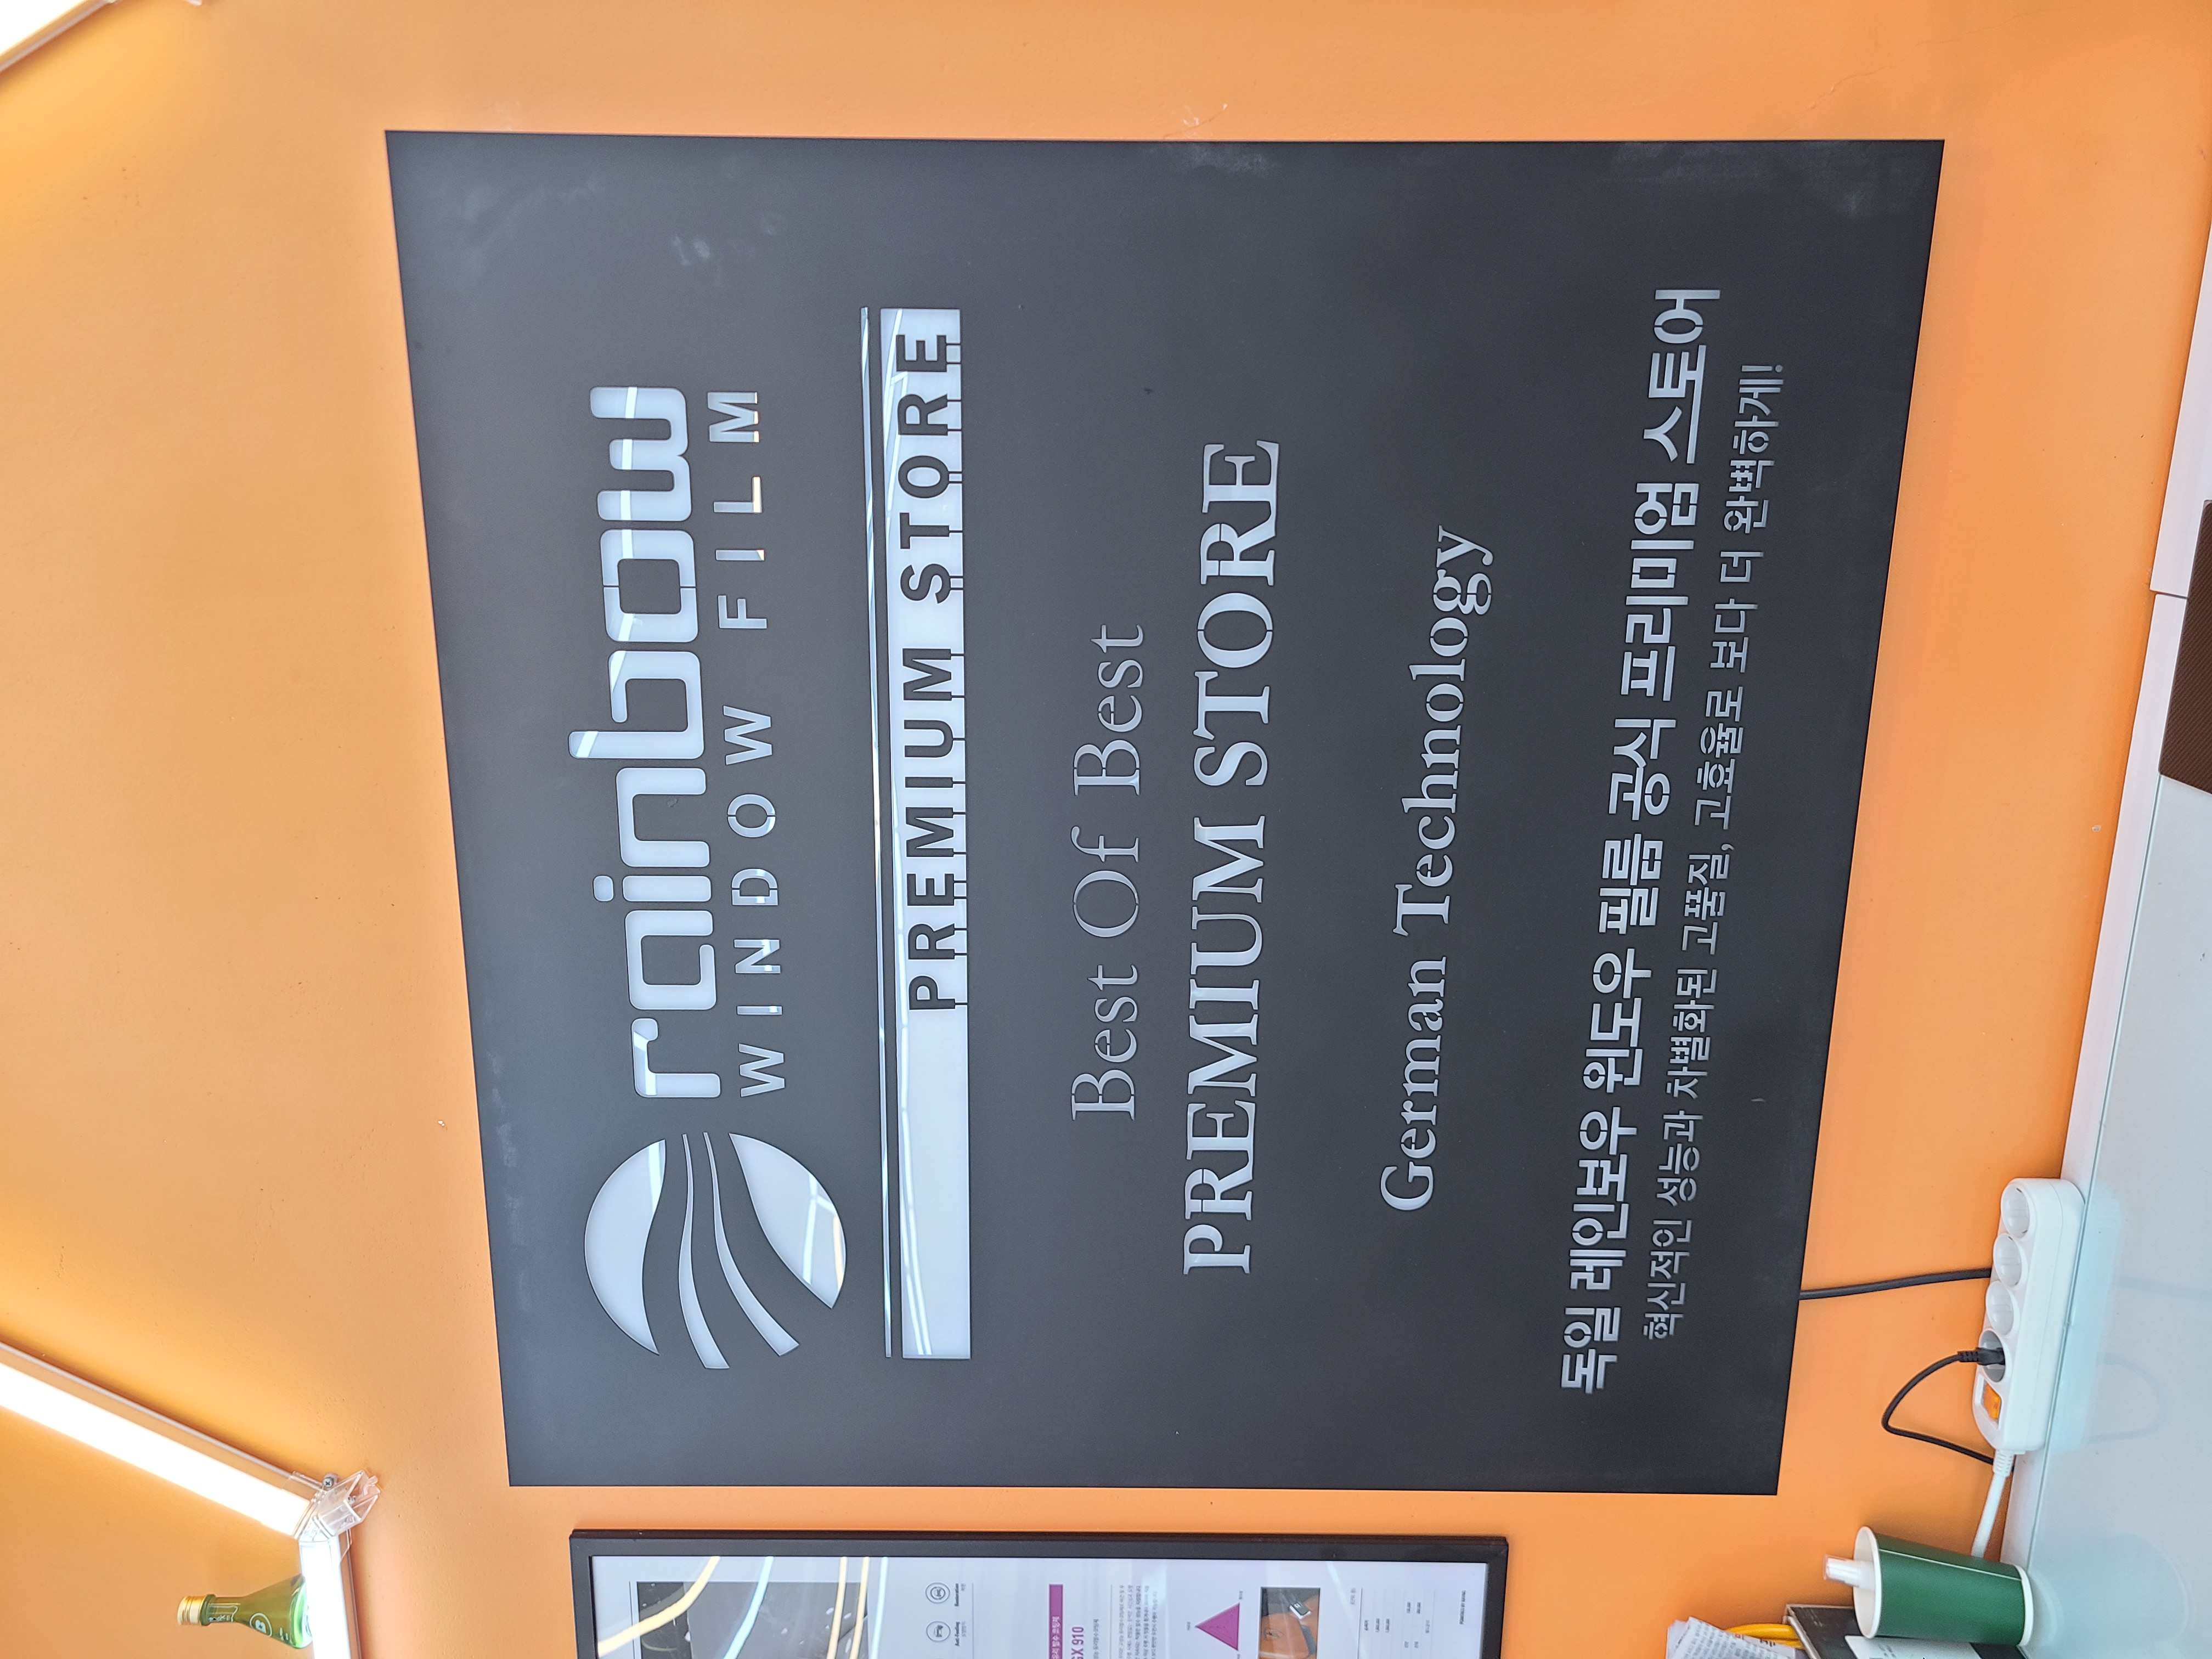 rainbow
WINDOW FILM
PREMIUM STORE
Best Of Best
PREMIUM STORE
German Technology
독일 레인보우 윈도우 필름 공식 프리미엄 스토어
혁신적인 성능과 차별화된 고품질, 고효율로 보다 더 완벽하게!
GX 910